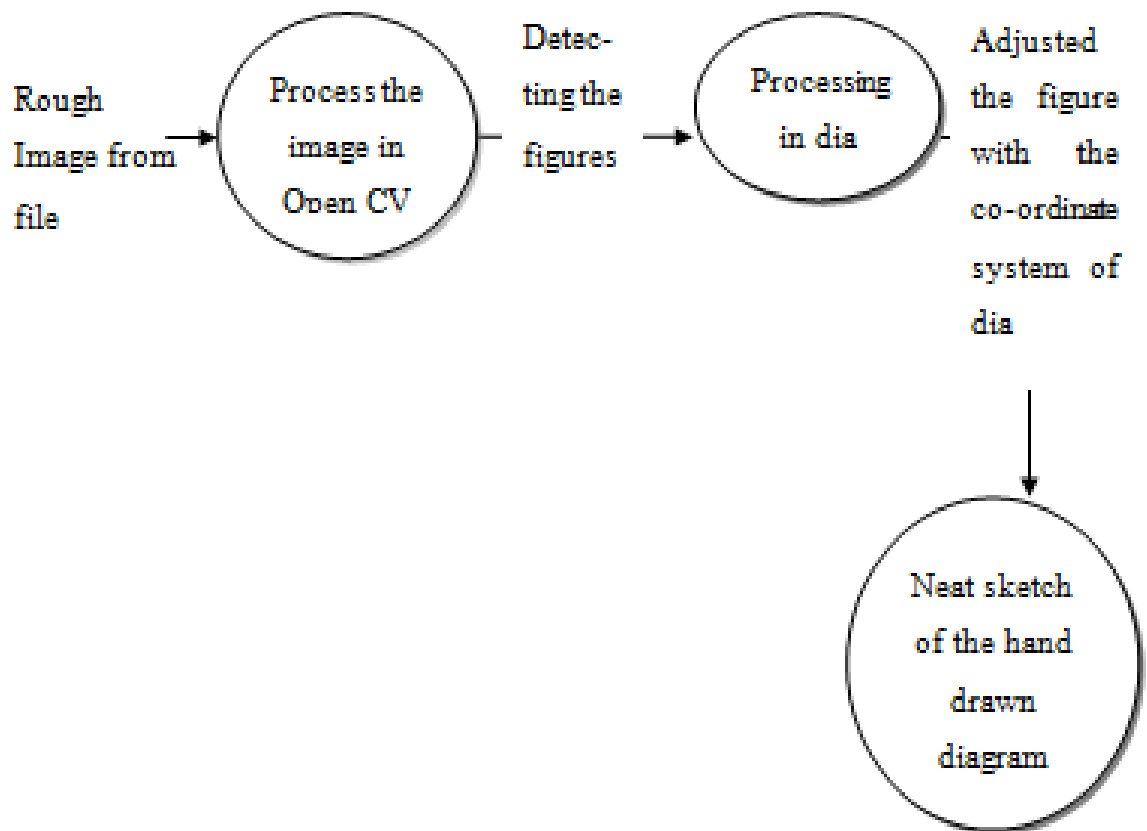 Rough
Image from
file
Process the
image in
Open CV
Detec-
ting the
figures
Processing
in dia
Adjusted
the figure
with the
co-ordinate
system of
dia
Neat sketch
of the hand
drawn
diagram